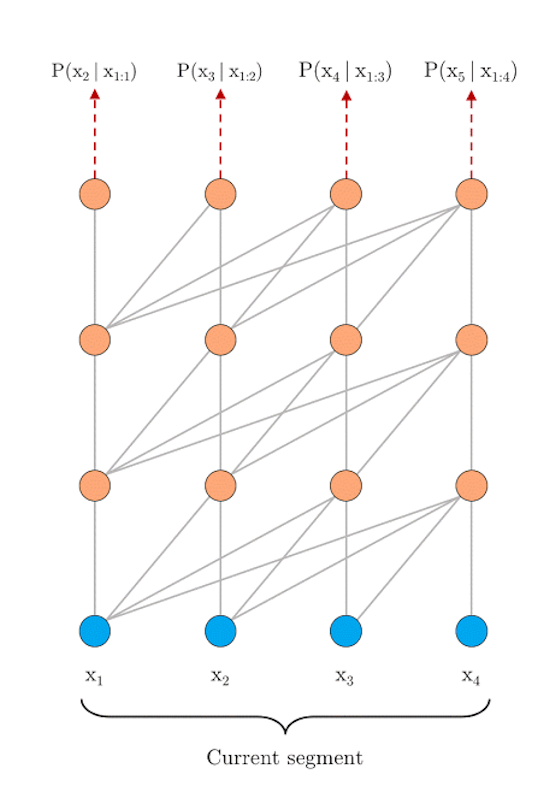 P(x₂ | x₁:₁) P(x₃ | x₁:₂) P(x₄ | x₁:₃) P(x₅ | x₁:₄)
x₁ x₂ x₃ x₄
Current segment